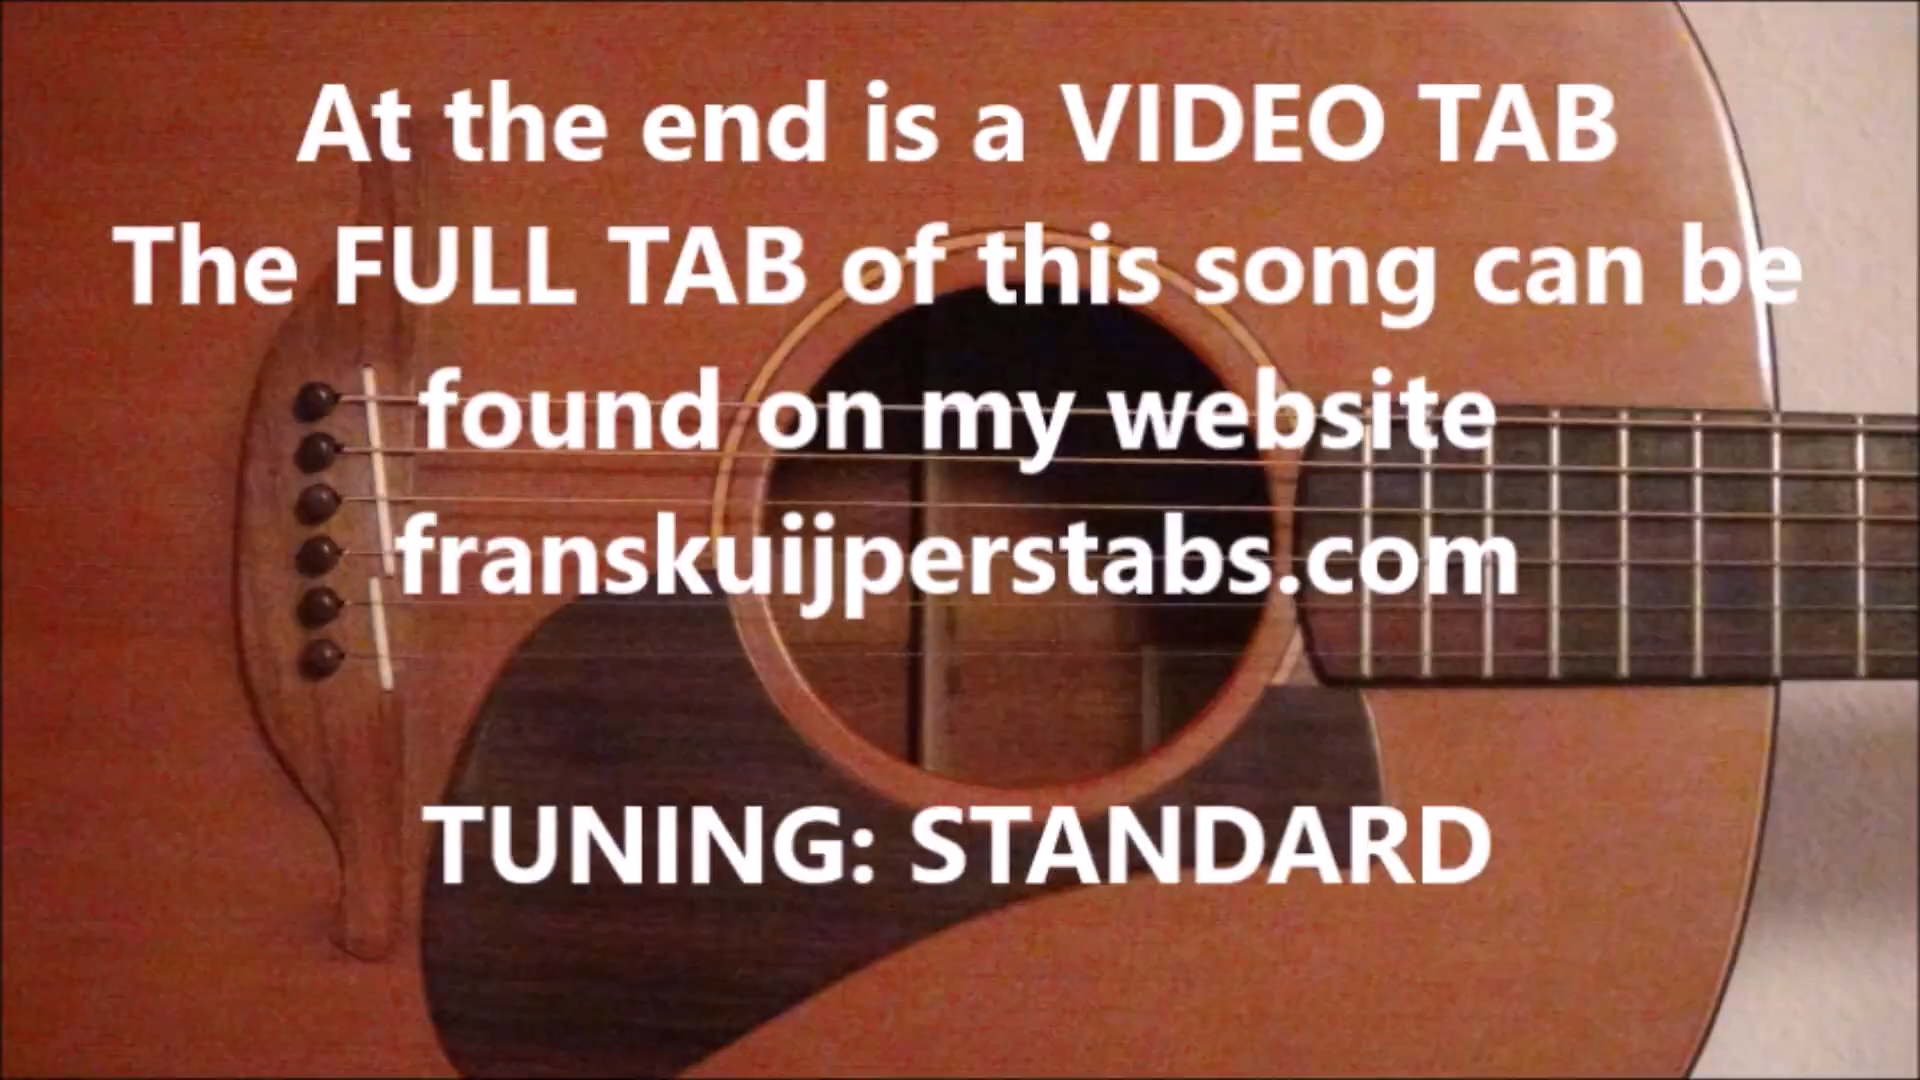 At the end is a VIDEO TAB
The FULL TAB of this song can be
found on my website
franskuijperstabs.com
TUNING: STANDARD